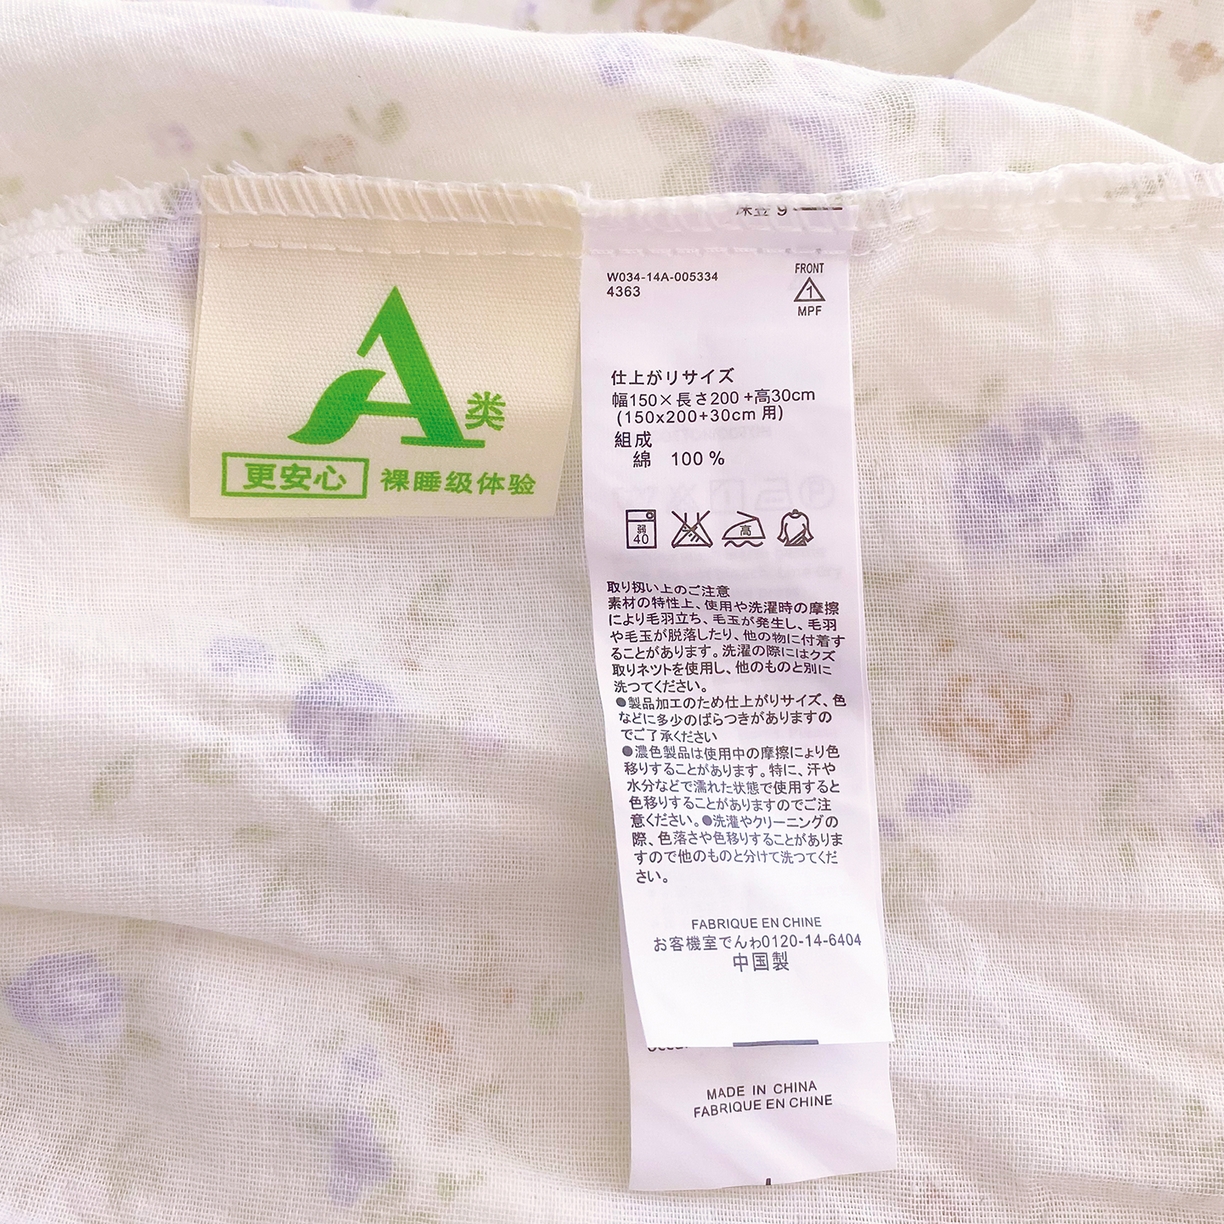 A类
更安心 裸睡级体验
W034-14A-005334
4363
FRONT
1
MPF
仕上がりサイズ
幅150×長さ200+高30cm
(150x200+30cm 用)
組成
綿 100 %
弱
40
高
取り扨い上のご注意
素材の特性上、使用や洗濯時の摩擦
により毛羽立ち、毛玉が発生し、毛羽
や毛玉が脱落したり、他の物に付着す
ることがあります。洗濯の際にはクズ
取りネツトを使用し、他のものと別に
洗つてください。
●製品加工のため仕上がりサイズ、色
などに多少のばらつきがありますの
でご了承ください
●濃色製品は使用中の摩擦にょり色
移りすることがあります。特に、汗や
水分などで濡れた状態で使用すると
色移りすることがありますのでご注
意ください。●洗濯やクリーニングの
際、色落さや色移りすることがありま
すので他のものと分けて洗つてくだ
さい。
FABRIQUE EN CHINE
お客機室でんゎ0120-14-6404
中国製
MADE IN CHINA
FABRIQUE EN CHINE